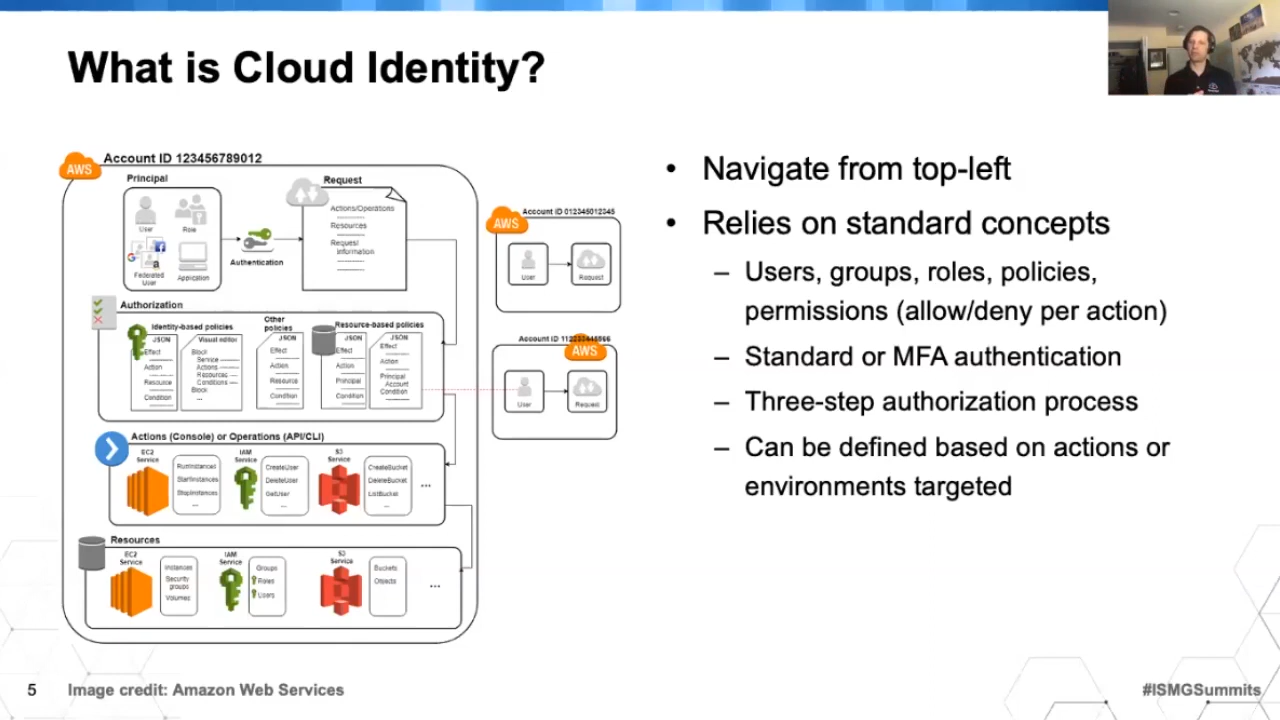 What is Cloud Identity?
AWS
Account ID 123456789012
Principal
User
Role
Federated
User
Application
Authentication
Request
Actions/Operations
Resources
Request
Information
Authorization
Identity-based policies
JSON
Effect
Action
Resource
Condition
Visual editor
Block
Service
Actions
Resources
Conditions
Block
...
Other
policies
JSON
Effect
Action
Resource
Condition
Resource-based policies
JSON
Effect
Action
Principal
Condition
JSON
Effect
Action
Principal
Account
Condition
Actions (Console) or Operations (API/CLI)
EC2
Service
RunInstances
StartInstances
StopInstances
...
IAM
Service
CreateUser
DeleteUser
GetUser
...
S3
Service
CreateBucket
DeleteBucket
ListBucket
...
...
Resources
EC2
Service
Instances
Security
groups
Volumes
IAM
Service
Groups
Roles
Users
S3
Service
Buckets
Objects
...
AWS
Account ID 012345012345
User
Request
Account ID
AWS
User
Request
• Navigate from top-left
• Relies on standard concepts
– Users, groups, roles, policies,
permissions (allow/deny per action)
– Standard or MFA authentication
– Three-step authorization process
– Can be defined based on actions or
environments targeted
5
Image credit: Amazon Web Services
#ISMGSummits